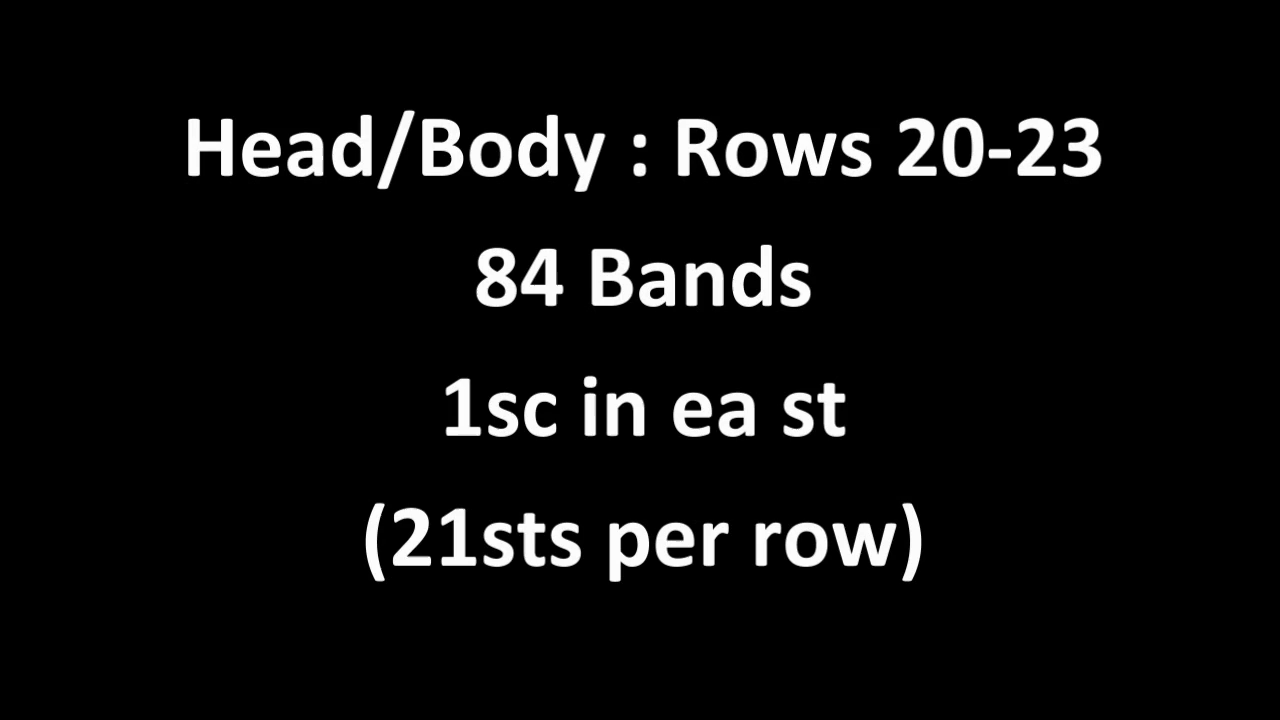 Head/Body : Rows 20-23
84 Bands
1sc in ea st
(21sts per row)